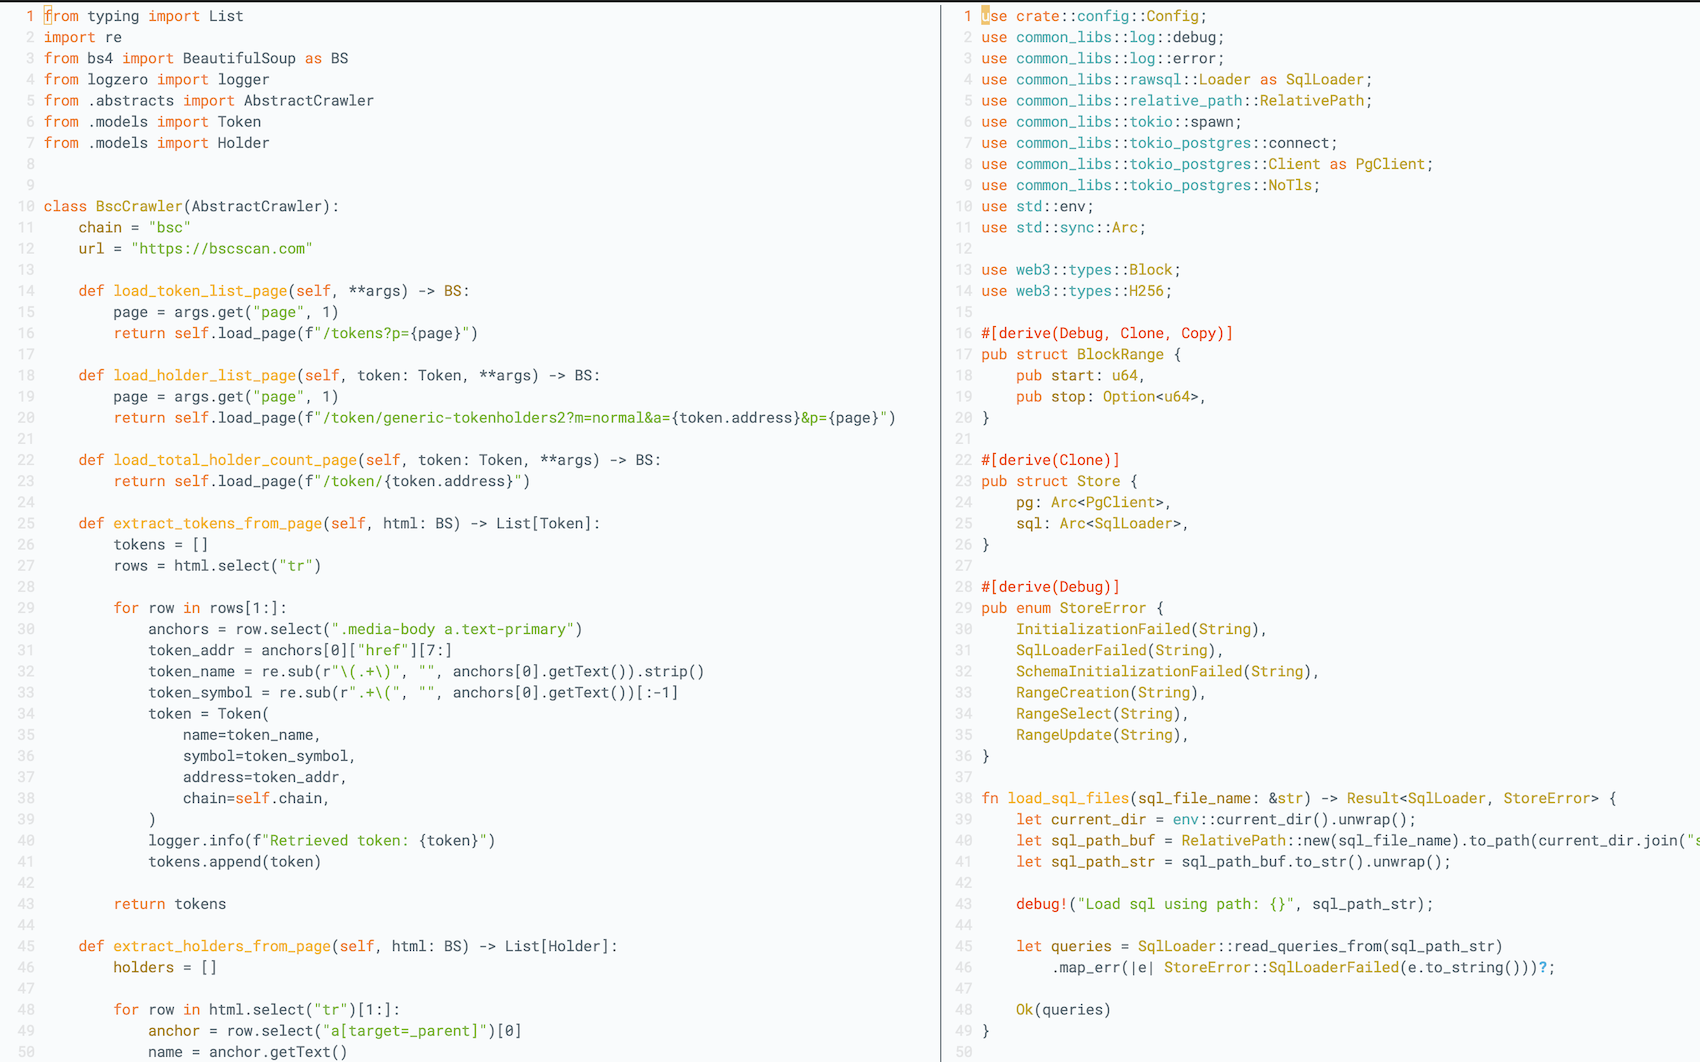 1 from typing import List
2 import re
3 from bs4 import BeautifulSoup as BS
4 from logzero import logger
5 from .abstracts import AbstractCrawler
6 from .models import Token
7 from .models import Holder
8
9
10 class BscCrawler(AbstractCrawler):
11     chain = "bsc"
12     url = "https://bscscan.com"
13
14     def load_token_list_page(self, **args) -> BS:
15         page = args.get("page", 1)
16         return self.load_page(f"/tokens?p={page}")
17
18     def load_holder_list_page(self, token: Token, **args) -> BS:
19         page = args.get("page", 1)
20         return self.load_page(f"/token/generic-tokenholders2?m=normal&a={token.address}&p={page}")
21
22     def load_total_holder_count_page(self, token: Token, **args) -> BS:
23         return self.load_page(f"/token/{token.address}")
24
25     def extract_tokens_from_page(self, html: BS) -> List[Token]:
26         tokens = []
27         rows = html.select("tr")
28
29         for row in rows[1:]:
30             anchors = row.select(".media-body a.text-primary")
31             token_addr = anchors[0]["href"][7:]
32             token_name = re.sub(r"\(.+\)", "", anchors[0].getText()).strip()
33             token_symbol = re.sub(r".+\(", "", anchors[0].getText())[:-1]
34             token = Token(
35                 name=token_name,
36                 symbol=token_symbol,
37                 address=token_addr,
38                 chain=self.chain,
39             )
40             logger.info(f"Retrieved token: {token}")
41             tokens.append(token)
42
43         return tokens
44
45     def extract_holders_from_page(self, html: BS) -> List[Holder]:
46         holders = []
47
48         for row in html.select("tr")[1:]:
49             anchor = row.select("a[target=_parent]")[0]
50             name = anchor.getText()
1 use crate::config::Config;
2 use common_libs::log::debug;
3 use common_libs::log::error;
4 use common_libs::rawsql::Loader as SqlLoader;
5 use common_libs::relative_path::RelativePath;
6 use common_libs::tokio::spawn;
7 use common_libs::tokio_postgres::connect;
8 use common_libs::tokio_postgres::Client as PgClient;
9 use common_libs::tokio_postgres::NoTls;
10 use std::env;
11 use std::sync::Arc;
12
13 use web3::types::Block;
14 use web3::types::H256;
15
16 #[derive(Debug, Clone, Copy)]
17 pub struct BlockRange {
18     pub start: u64,
19     pub stop: Option<u64>,
20 }
21
22 #[derive(Clone)]
23 pub struct Store {
24     pg: Arc<PgClient>,
25     sql: Arc<SqlLoader>,
26 }
27
28 #[derive(Debug)]
29 pub enum StoreError {
30     InitializationFailed(String),
31     SqlLoaderFailed(String),
32     SchemaInitializationFailed(String),
33     RangeCreation(String),
34     RangeSelect(String),
35     RangeUpdate(String),
36 }
37
38 fn load_sql_files(sql_file_name: &str) -> Result<SqlLoader, StoreError> {
39     let current_dir = env::current_dir().unwrap();
40     let sql_path_buf = RelativePath::new(sql_file_name).to_path(current_dir.join("s
41     let sql_path_str = sql_path_buf.to_str().unwrap();
42
43     debug!("Load sql using path: {}", sql_path_str);
44
45     let queries = SqlLoader::read_queries_from(sql_path_str)
46         .map_err(|e| StoreError::SqlLoaderFailed(e.to_string()))?;
47
48     Ok(queries)
49 }
50